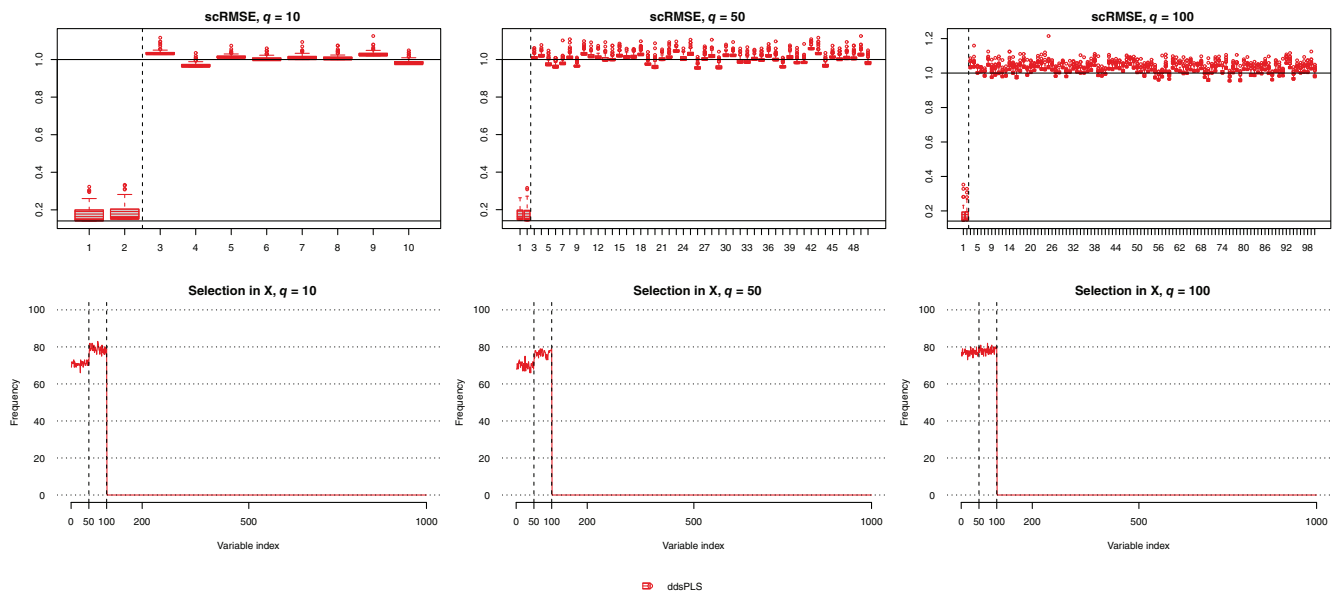 scRMSE, q = 10
scRMSE, q = 50
scRMSE, q = 100
0.2 0.4 0.6 0.8 1.0
1 2 3 4 5 6 7 8 9 10
0.2 0.4 0.6 0.8 1.0
1 3 5 7 9 12 15 18 21 24 27 30 33 36 39 42 45 48
0.2 0.4 0.6 0.8 1.0 1.2
1 5 9 14 20 26 32 38 44 50 56 62 68 74 80 86 92 98
Selection in X, q = 10
Selection in X, q = 50
Selection in X, q = 100
Frequency
0 20 40 60 80 100
0 50 100 200 500 1000
Variable index
Frequency
0 20 40 60 80 100
0 50 100 200 500 1000
Variable index
Frequency
0 20 40 60 80 100
0 50 100 200 500 1000
Variable index
ddsPLS